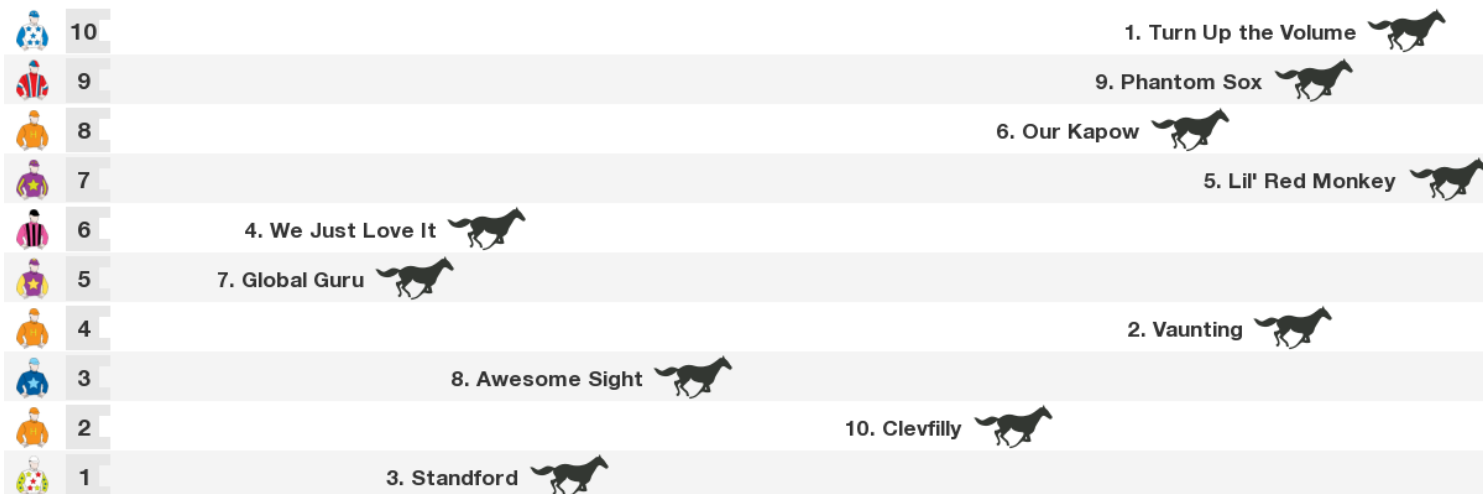 10 1. Turn Up the Volume
9 9. Phantom Sox
8 6. Our Kapow
7 5. Lil' Red Monkey
6 4. We Just Love It
5 7. Global Guru
4 2. Vaunting
3 8. Awesome Sight
2 10. Clevfilly
1 3. Standford